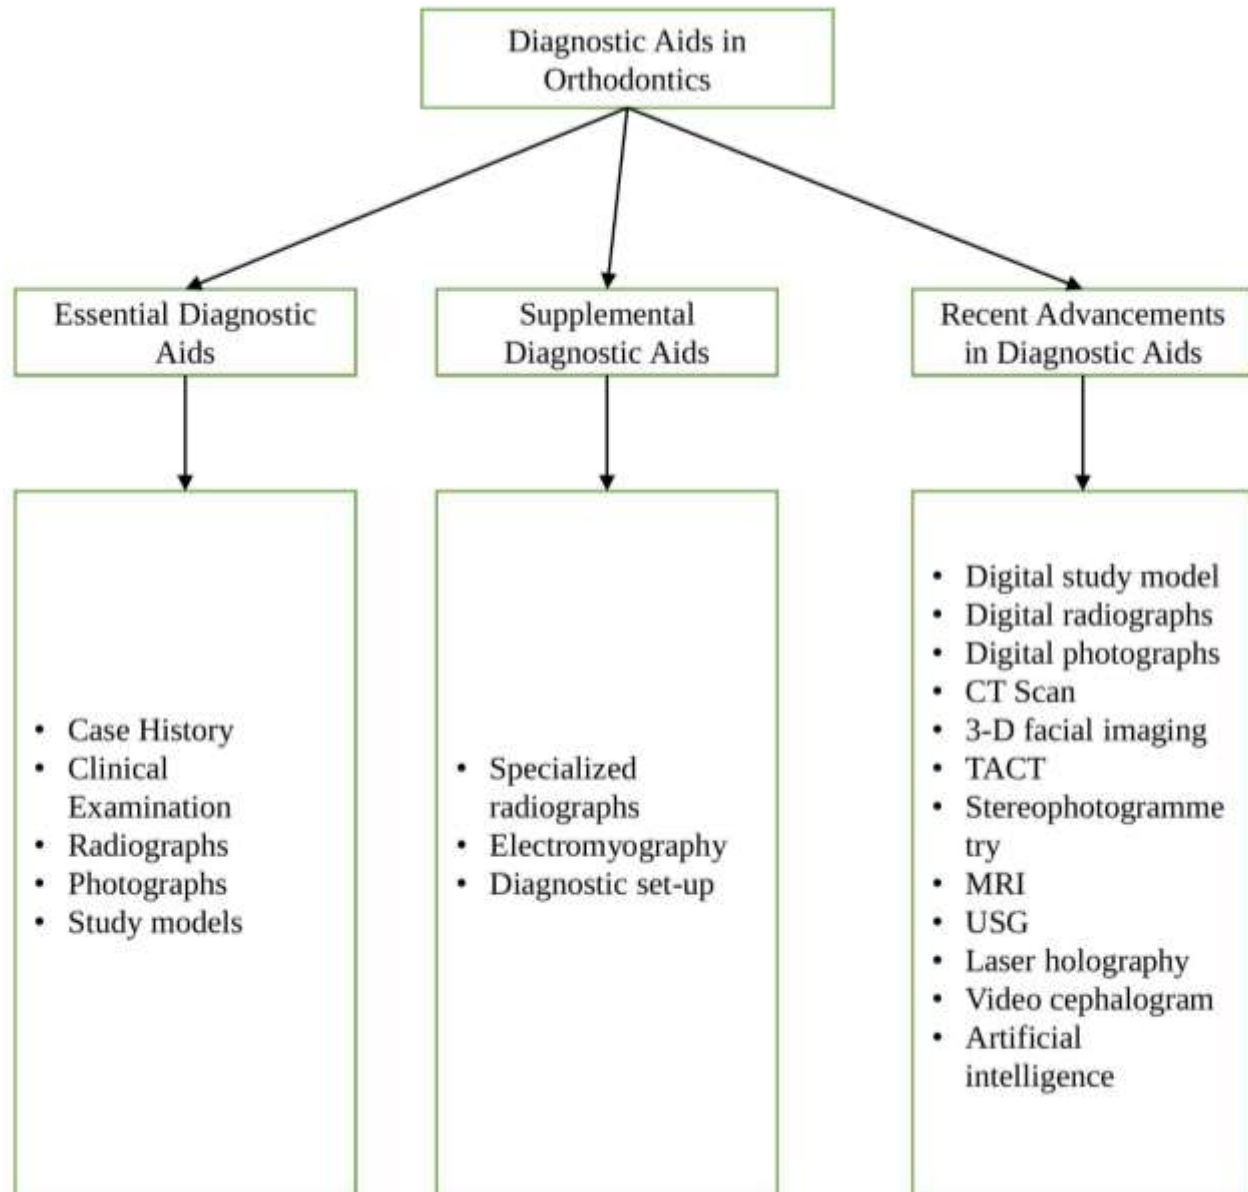 Diagnostic Aids in
Orthodontics
Essential Diagnostic
Aids
Supplemental
Diagnostic Aids
Recent Advancements
in Diagnostic Aids
• Case History
• Clinical
Examination
• Radiographs
• Photographs
• Study models
• Specialized
radiographs
• Electromyography
• Diagnostic set-up
• Digital study model
• Digital radiographs
• Digital photographs
• CT Scan
• 3-D facial imaging
• TACT
• Stereophotogramme
try
• MRI
• USG
• Laser holography
• Video cephalogram
• Artificial
intelligence